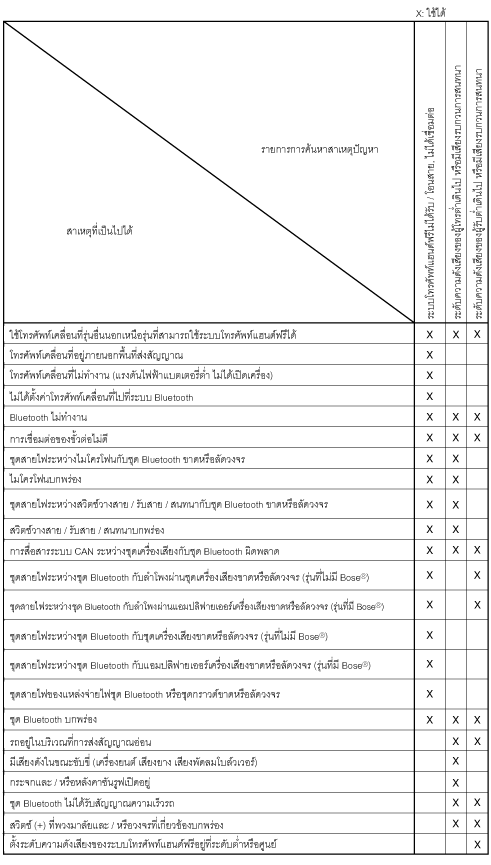 X: ใช้ได้
รายการการค้นหาสาเหตุปัญหา
สาเหตุที่เป็นไปได้
ระบบโทรศัพท์แฮนด์ฟรีไม่ได้รับ / โอนสาย, ไม่ได้เชื่อมต่อ
ระดับความดังเสียงของผู้โทรต่ำเกินไป หรือมีเสียงรบกวนการสนทนา
ระดับความดังเสียงของผู้รับต่ำเกินไป หรือมีเสียงรบกวนการสนทนา
ใช้โทรศัพท์เคลื่อนที่รุ่นอื่นนอกเหนือรุ่นที่สามารถใช้ระบบโทรศัพท์แฮนด์ฟรีได้ X X X
โทรศัพท์เคลื่อนที่อยู่ภายนอกพื้นที่ส่งสัญญาณ X
โทรศัพท์เคลื่อนที่ไม่ทำงาน (แรงดันไฟฟ้าแบตเตอรี่ต่ำ ไม่ได้เปิดเครื่อง) X
ไม่ได้ตั้งค่าโทรศัพท์เคลื่อนที่ไปที่ระบบ Bluetooth X
Bluetooth ไม่ทำงาน X X X
การเชื่อมต่อของขั้วต่อไม่ดี X X X
ชุดสายไฟระหว่างไมโครโฟนกับชุด Bluetooth ขาดหรือลัดวงจร X X
ไมโครโฟนบกพร่อง X X
ชุดสายไฟระหว่างสวิตช์วางสาย / รับสาย / สนทนากับชุด Bluetooth ขาดหรือลัดวงจร X X
สวิตช์วางสาย / รับสาย / สนทนาบกพร่อง X X
การสื่อสารระบบ CAN ระหว่างชุดเครื่องเสียงกับชุด Bluetooth ผิดพลาด X X X
ชุดสายไฟระหว่างชุด Bluetooth กับลำโพงผ่านชุดเครื่องเสียงขาดหรือลัดวงจร (รุ่นที่ไม่มี Bose®) X X
ชุดสายไฟระหว่างชุด Bluetooth กับลำโพงผ่านแอมปลิฟายเออร์เครื่องเสียงขาดหรือลัดวงจร (รุ่นที่มี Bose®) X X
ชุดสายไฟระหว่างชุด Bluetooth กับชุดเครื่องเสียงขาดหรือลัดวงจร (รุ่นที่ไม่มี Bose®) X
ชุดสายไฟระหว่างชุด Bluetooth กับแอมปลิฟายเออร์เครื่องเสียงขาดหรือลัดวงจร (รุ่นที่มี Bose®) X
ชุดสายไฟของแหล่งจ่ายไฟชุด Bluetooth หรือชุดกราวด์ขาดหรือลัดวงจร X
ชุด Bluetooth บกพร่อง X X X
รถอยู่ในบริเวณที่การส่งสัญญาณอ่อน X X
มีเสียงดังในขณะขับขี่ (เครื่องยนต์ เสียงยาง เสียงพัดลมโบล์วเวอร์) X
กระจกและ / หรือหลังคาซันรูฟเปิดอยู่ X
ชุด Bluetooth ไม่ได้รับสัญญาณความเร็วรถ X X
สวิตช์ (+) ที่พวงมาลัยและ / หรือวงจรที่เกี่ยวข้องบกพร่อง X X
ตั้งระดับความดังเสียงของระบบโทรศัพท์แฮนด์ฟรีอยู่ที่ระดับต่ำหรือศูนย์ X